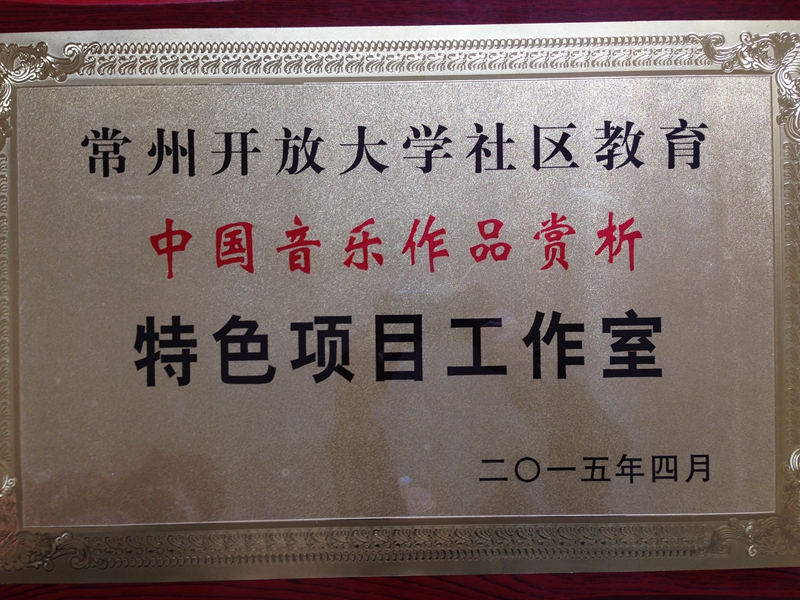 常州开放大学社区教育
中国音乐作品赏析
特色项目工作室
二〇一五年四月